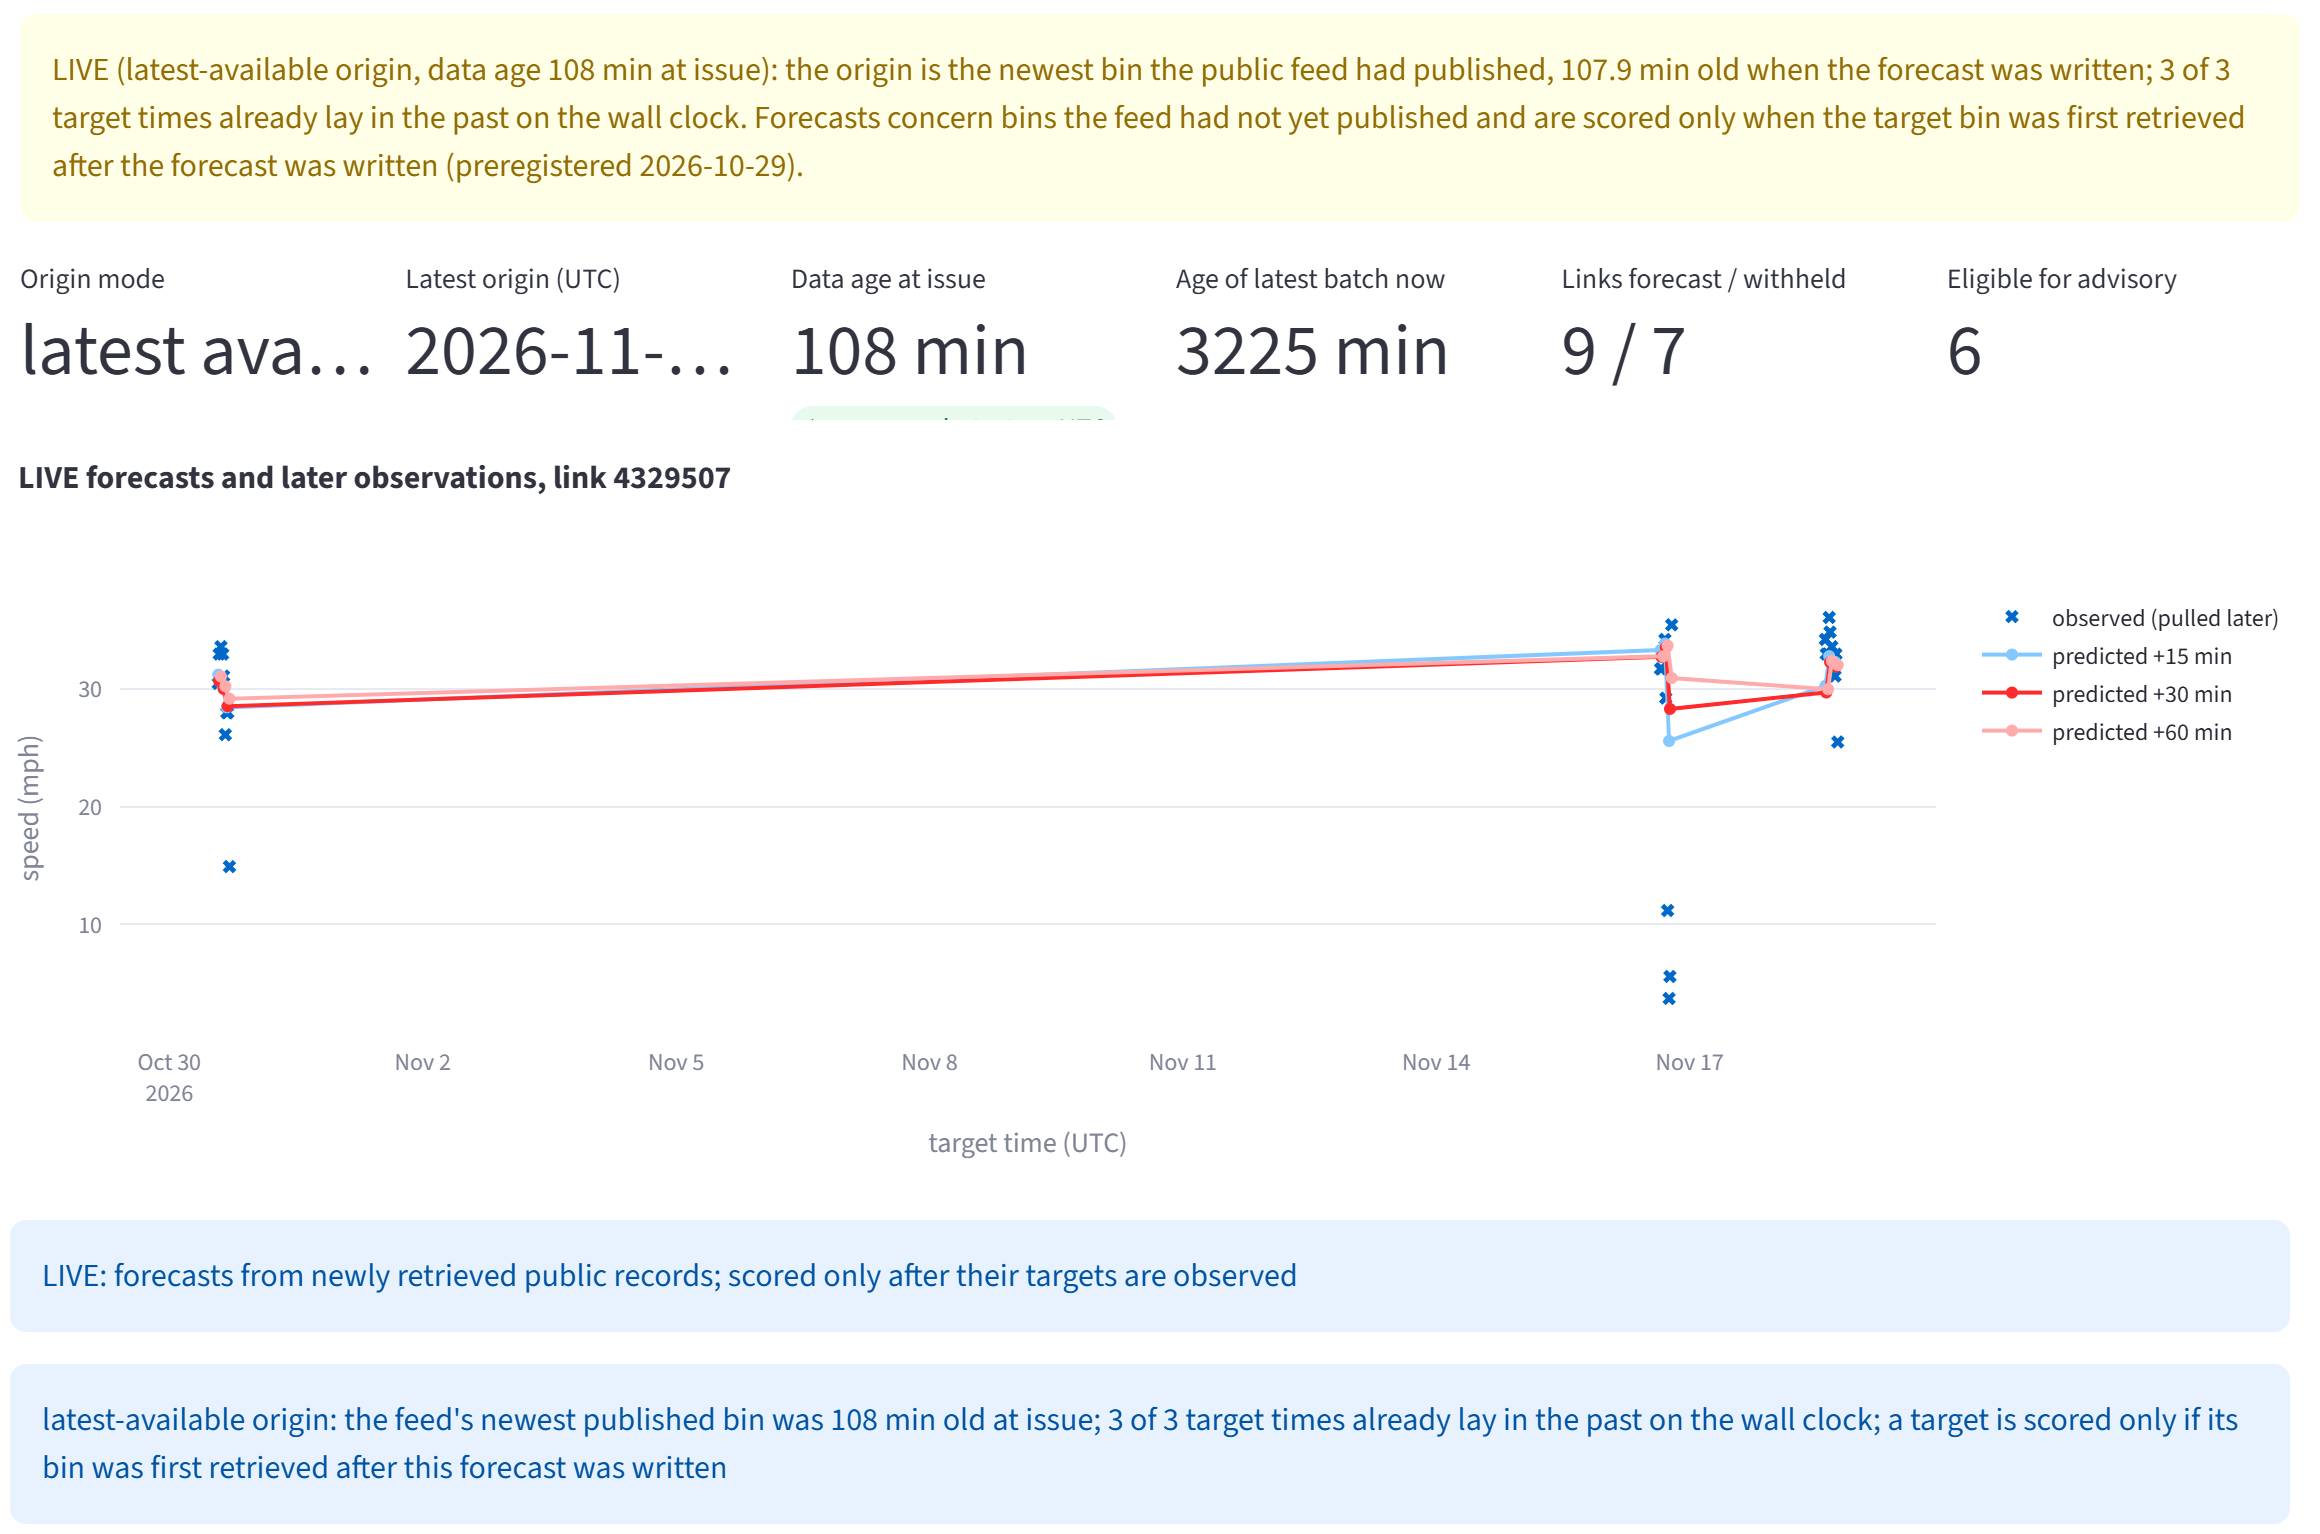 LIVE (latest-available origin, data age 108 min at issue): the origin is the newest bin the public feed had published, 107.9 min old when the forecast was written; 3 of 3
target times already lay in the past on the wall clock. Forecasts concern bins the feed had not yet published and are scored only when the target bin was first retrieved
after the forecast was written (preregistered 2026-10-29).
Origin mode
latest ava…
Latest origin (UTC)
2026-11-…
Data age at issue
108 min
Age of latest batch now
3225 min
Links forecast / withheld
9 / 7
Eligible for advisory
6
LIVE forecasts and later observations, link 4329507
observed (pulled later)
predicted +15 min
predicted +30 min
predicted +60 min
speed (mph)
30
20
10
Oct 30
2026
Nov 2
Nov 5
Nov 8
Nov 11
Nov 14
Nov 17
target time (UTC)
LIVE: forecasts from newly retrieved public records; scored only after their targets are observed
latest-available origin: the feed's newest published bin was 108 min old at issue; 3 of 3 target times already lay in the past on the wall clock; a target is scored only if its
bin was first retrieved after this forecast was written